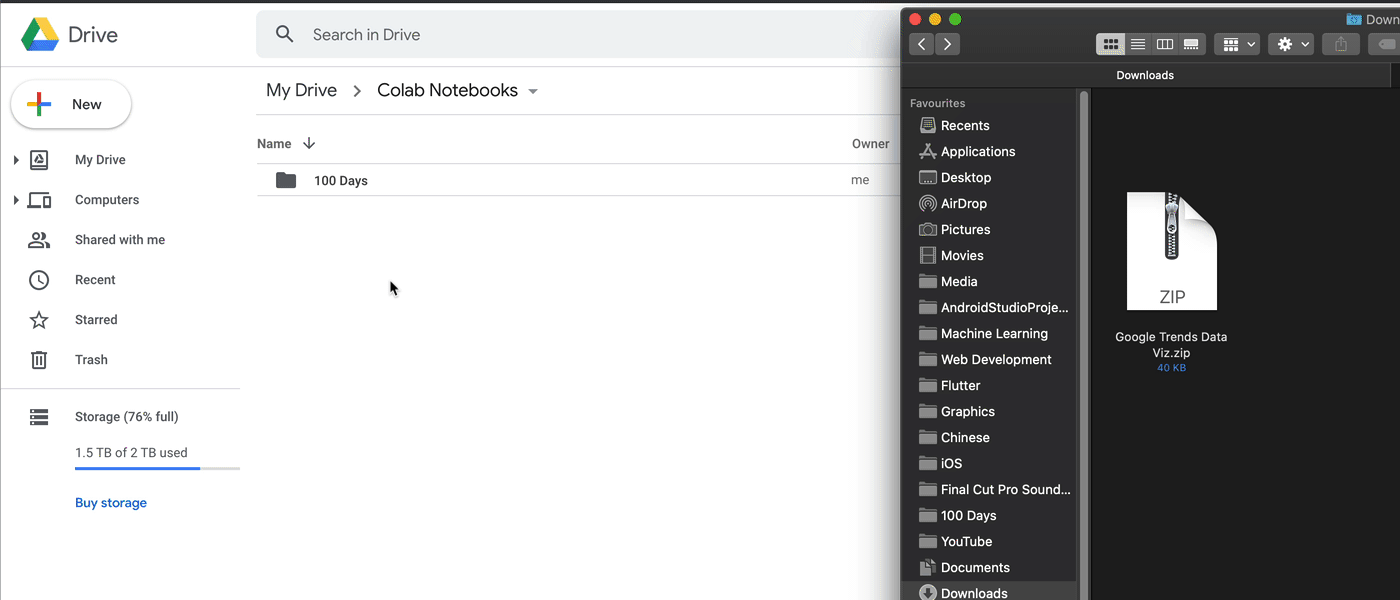 Drive
Search in Drive
New
My Drive
Computers
Shared with me
Recent
Starred
Trash
Storage (76% full)
1.5 TB of 2 TB used
Buy storage
My Drive
Colab Notebooks
Name
Owner
100 Days
me
Down
Downloads
Favourites
Recents
Applications
Desktop
AirDrop
Pictures
Movies
Media
AndroidStudioProje...
Machine Learning
Web Development
Flutter
Graphics
Chinese
iOS
Final Cut Pro Sound...
100 Days
YouTube
Documents
Downloads
ZIP
Google Trends Data
Viz.zip
40 KB